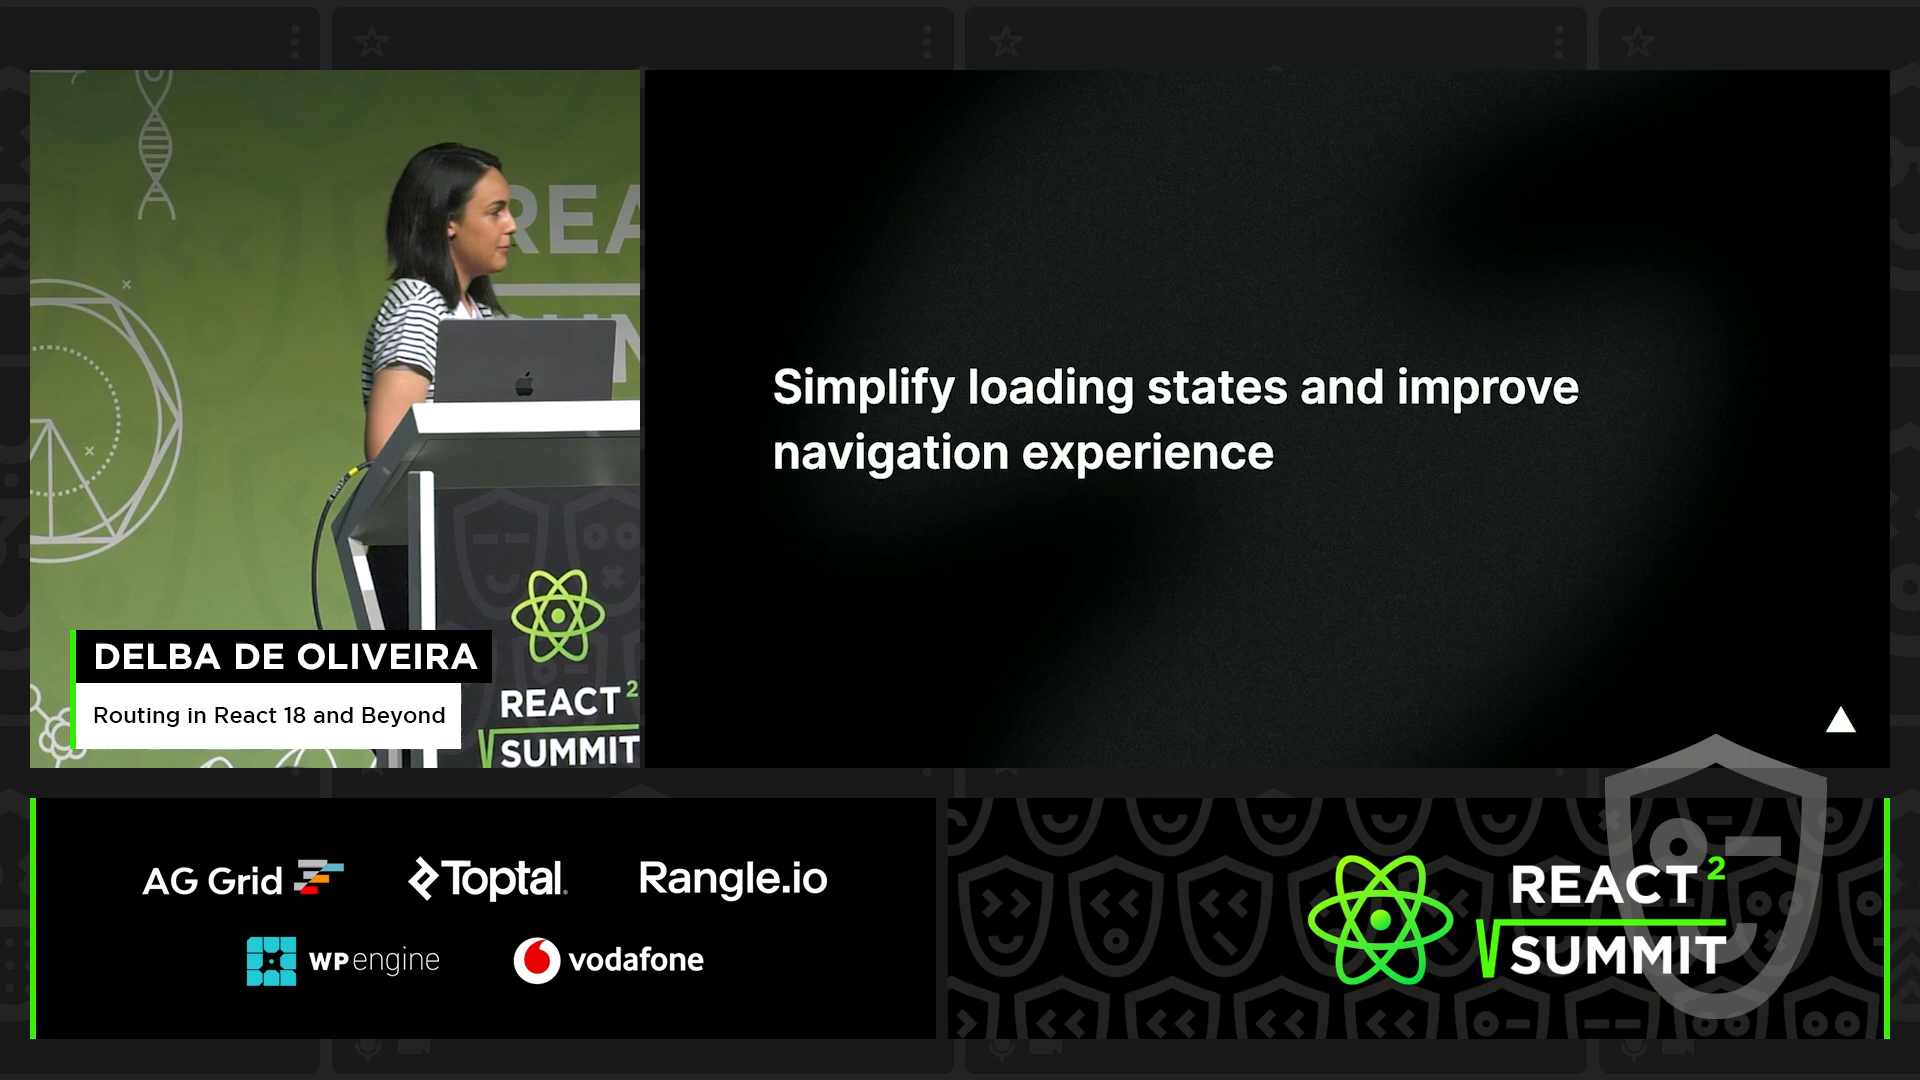 REA
Simplify loading states and improve
navigation experience
DELBA DE OLIVEIRA
Routing in React 18 and Beyond
REACT 2
SUMMIT
AG Grid
Toptal
Rangle.io
WP engine
vodafone
REACT 2
SUMMIT